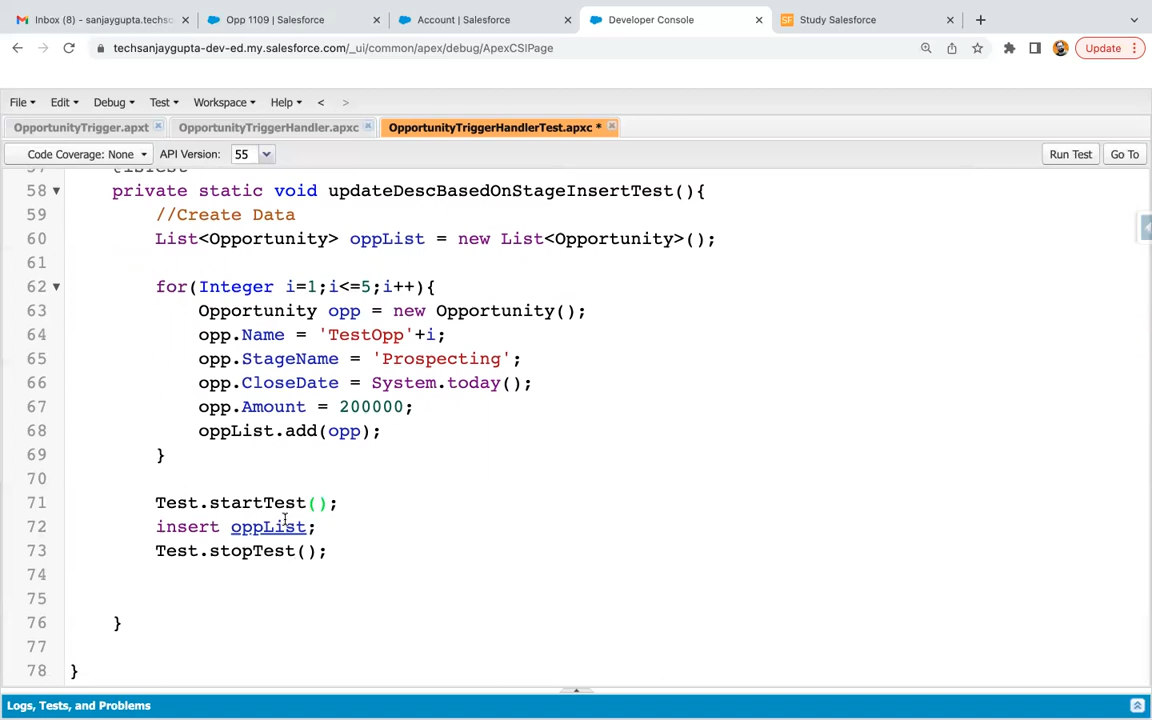 Inbox (8) - sanjaygupta.techsc
Opp 1109 | Salesforce
Account | Salesforce
Developer Console
Study Salesforce
techsanjaygupta-dev-ed.my.salesforce.com/_ui/common/apex/debug/ApexCSIPage
Update
File Edit Debug Test Workspace Help < >
OpportunityTrigger.apxt
OpportunityTriggerHandler.apxc
OpportunityTriggerHandlerTest.apxc *
Code Coverage: None API Version: 55 Run Test Go To
57 @isTest
58 private static void updateDescBasedOnStageInsertTest(){
59 //Create Data
60 List<Opportunity> oppList = new List<Opportunity>();
61
62 for(Integer i=1;i<=5;i++){
63 Opportunity opp = new Opportunity();
64 opp.Name = 'TestOpp'+i;
65 opp.StageName = 'Prospecting';
66 opp.CloseDate = System.today();
67 opp.Amount = 200000;
68 oppList.add(opp);
69 }
70
71 Test.startTest();
72 insert oppList;
73 Test.stopTest();
74
75
76 }
77
78 }
Logs, Tests, and Problems